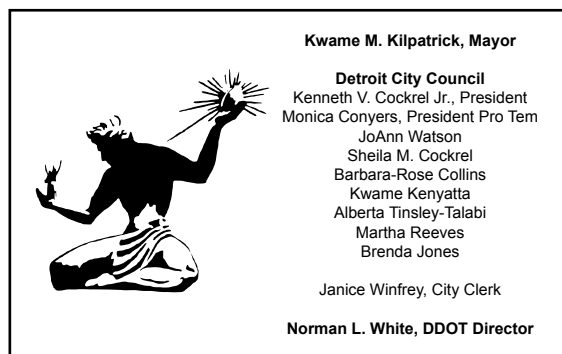 Kwame M. Kilpatrick, Mayor
Detroit City Council
Kenneth V. Cockrel Jr., President
Monica Conyers, President Pro Tem
JoAnn Watson
Sheila M. Cockrel
Barbara-Rose Collins
Kwame Kenyatta
Alberta Tinsley-Talabi
Martha Reeves
Brenda Jones
Janice Winfrey, City Clerk
Norman L. White, DDOT Director